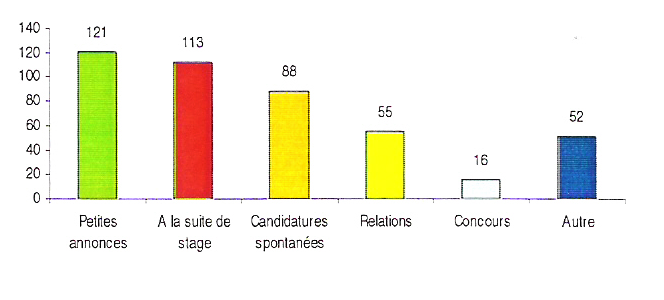 140
120
100
80
60
40
20
0
121
113
88
55
16
52
Petites
annonces
A la suite de
stage
Candidatures
spontanées
Relations
Concours
Autre